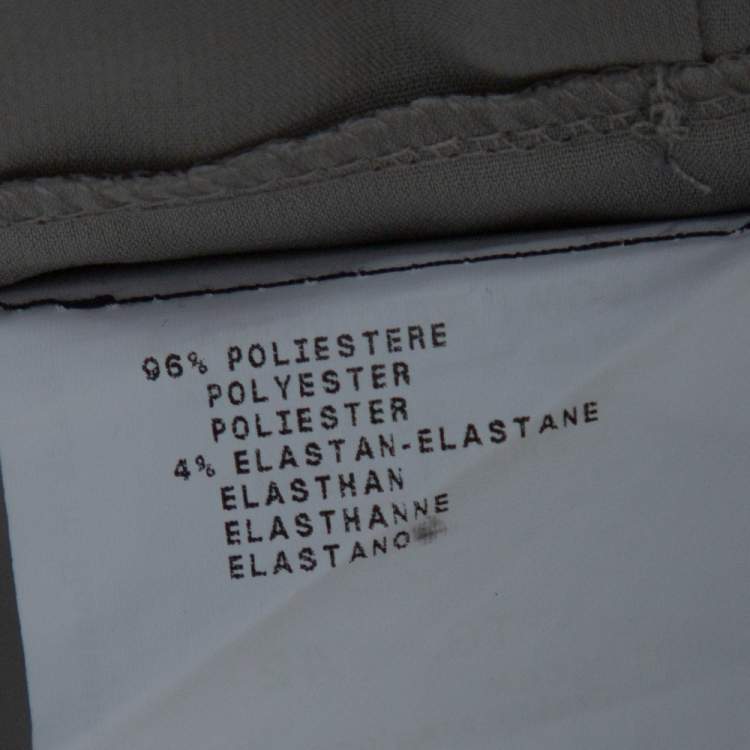 96% POLIESTERE
POLYESTER
POLIESTER
4% ELASTAN-ELASTANE
ELASTHAN
ELASTHANNE
ELASTANO